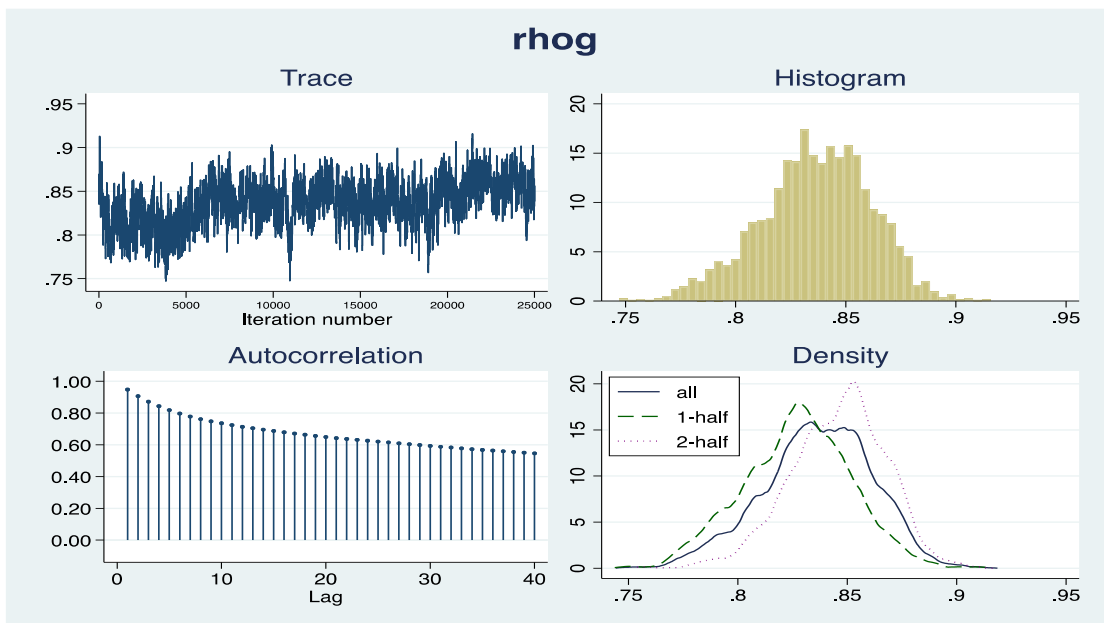 rhog
Trace
.95
.9
.85
.8
.75
0 5000 10000 15000 20000 25000
Iteration number
Histogram
20
15
10
5
0
.75 .8 .85 .9 .95
Autocorrelation
1.00
0.80
0.60
0.40
0.20
0.00
0 10 20 30 40
Lag
Density
20
15
10
5
0
all
1-half
2-half
.75 .8 .85 .9 .95